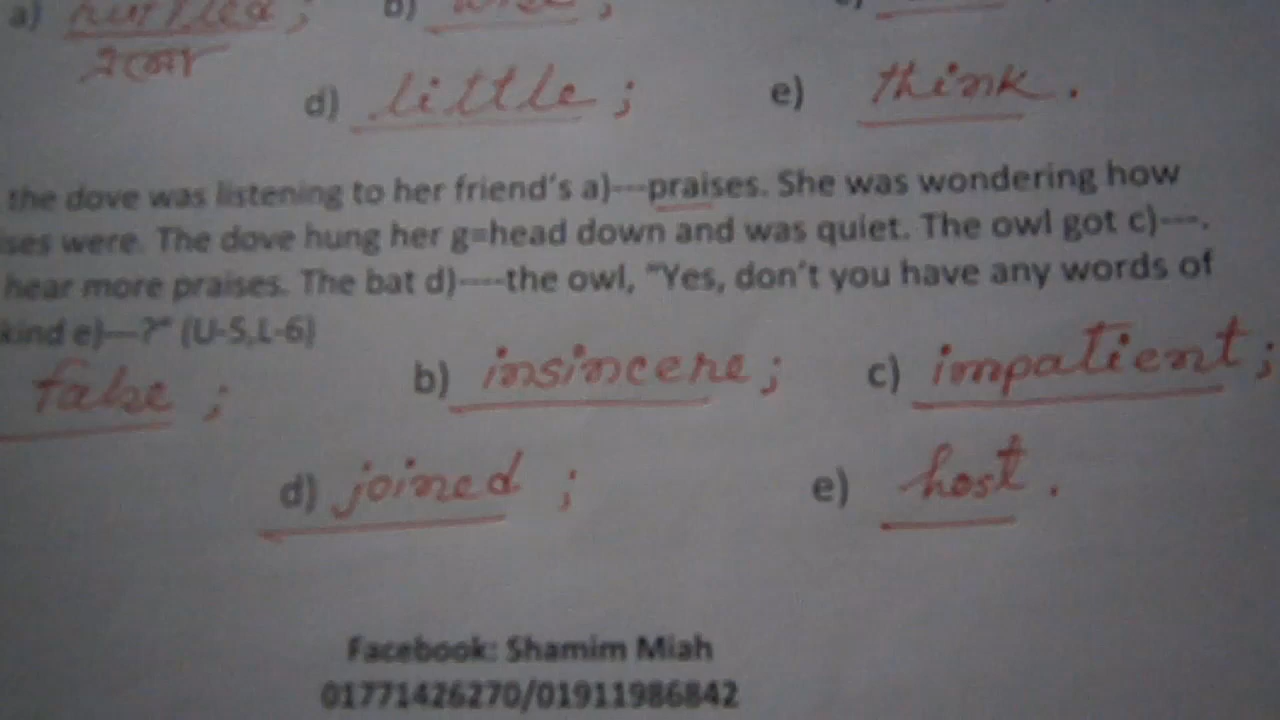 a) hurtled; b) ;
d) little; e) think.
the dove was listening to her friend's a)---praises. She was wondering how
ses were. The dove hung her g=head down and was quiet. The owl got c)---.
hear more praises. The bat d)----the owl, "Yes, don't you have any words of
kind e)---?" (U-5,L-6)
false; b) insincere; c) impatient;
d) joined; e) host.
Facebook: Shamim Miah
01771426270/01911986842